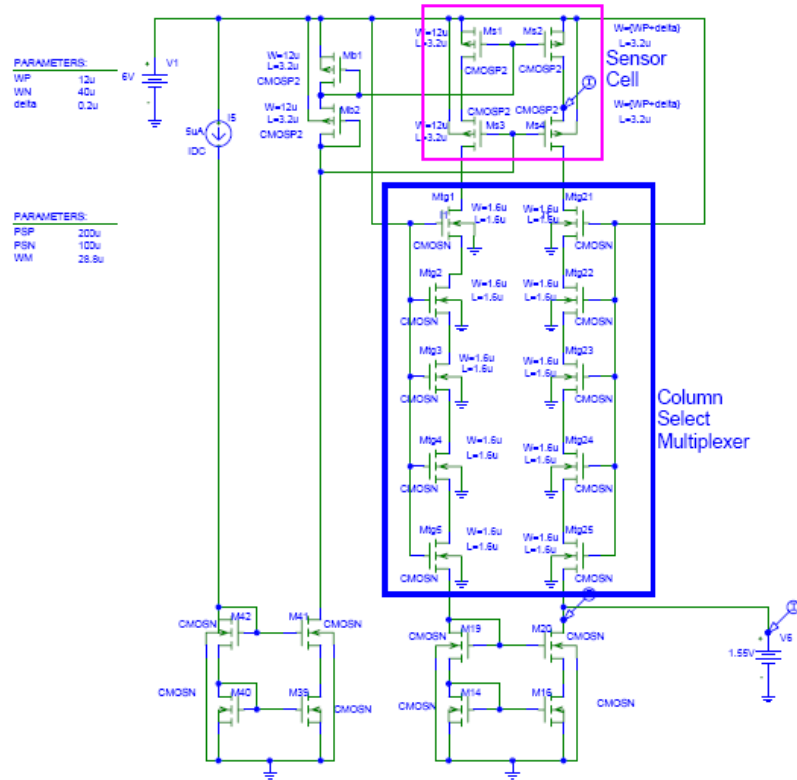 PARAMETERS:
WP 12u
WN 40u
delta 0.2u
V1
6V
+
-
I5
5uA
IDC
PARAMETERS:
PSP 200u
PSN 100u
WM 28.8u
W=12u
L=3.2u
Mb1
CMOSP2
W=12u
L=3.2u
Mb2
CMOSP2
W=12u
L=3.2u
Ms1
CMOSP2
Ms2
CMOSP2
W={WP+delta}
L=3.2u
Sensor
Cell
CMOSP2
W=12u
L=3.2u
Ms3
CMOSP2
Ms4
W={WP+delta}
L=3.2u
Mtg1
W=1.6u
L=1.6u
CMOSN
Mtg21
W=1.6u
L=1.6u
CMOSN
Mtg2
W=1.6u
L=1.6u
CMOSN
Mtg22
W=1.6u
L=1.6u
CMOSN
Mtg3
W=1.6u
L=1.6u
CMOSN
Mtg23
W=1.6u
L=1.6u
CMOSN
Mtg4
W=1.6u
L=1.6u
CMOSN
Mtg24
W=1.6u
L=1.6u
CMOSN
Mtg5
W=1.6u
L=1.6u
CMOSN
Mtg25
W=1.6u
L=1.6u
CMOSN
Column
Select
Multiplexer
M42
CMOSN
M41
CMOSN
M19
CMOSN
M20
CMOSN
V6
1.55V
+
-
M40
CMOSN
M39
CMOSN
M14
CMOSN
M16
CMOSN